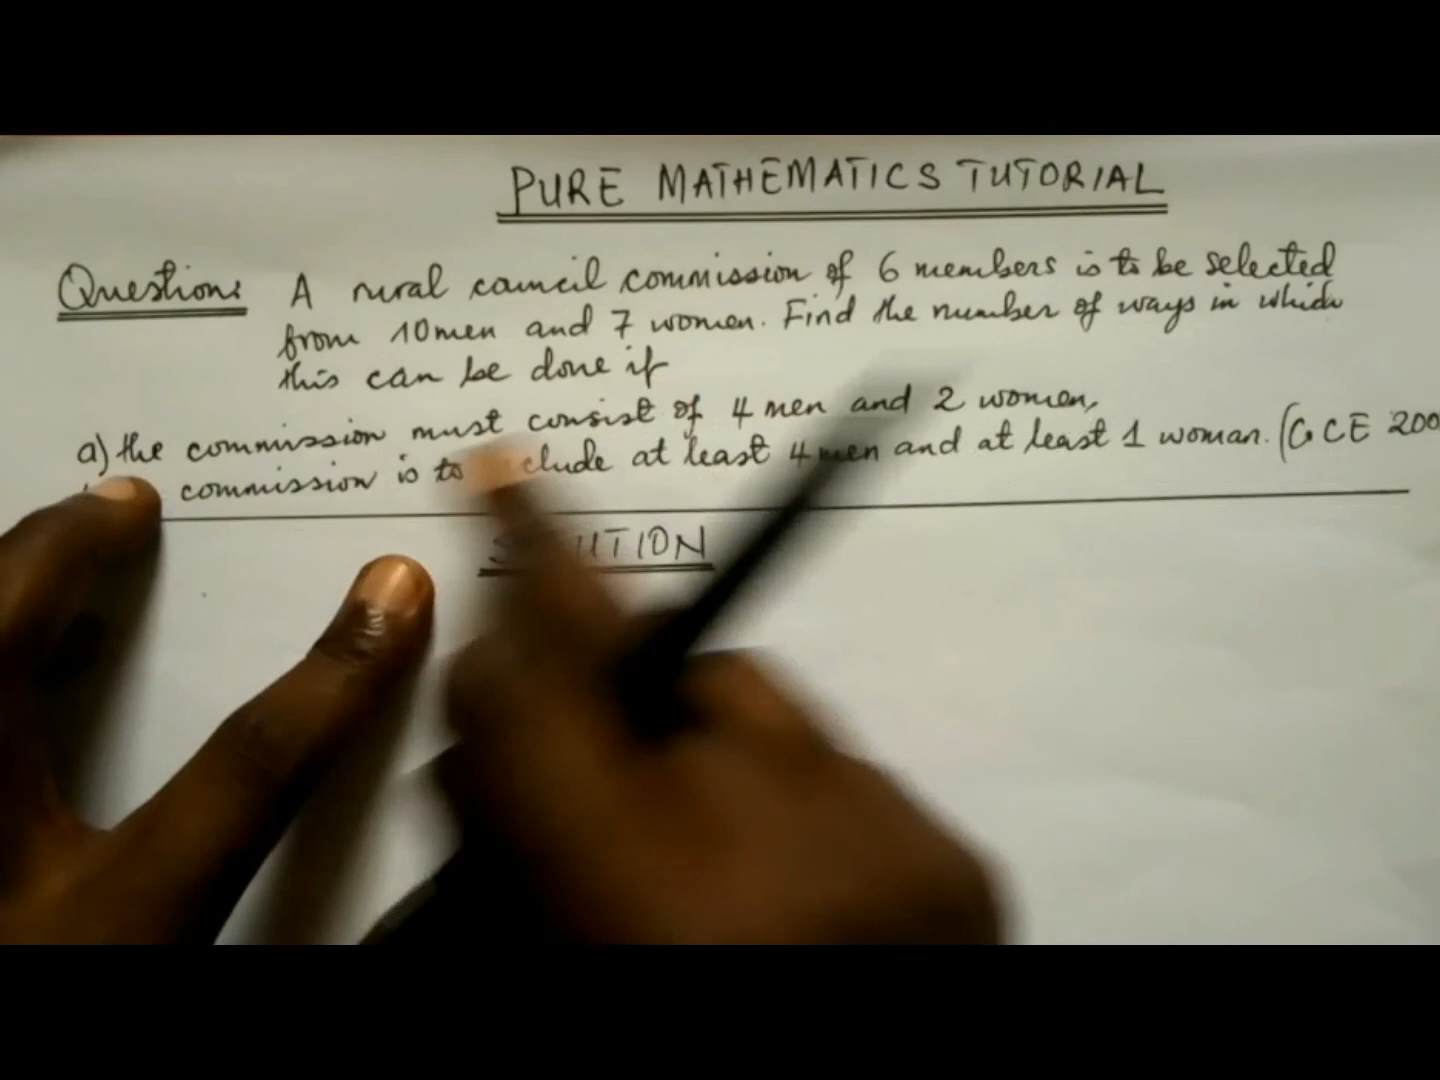 PURE MATHEMATICS TUTORIAL
Question: A rural council commission of 6 members is to be selected
from 10 men and 7 women. Find the number of ways in which
this can be done if
a) the commission must consist of 4 men and 2 women,
commission is to clude at least 4 men and at least 1 woman. (GCE 200
S UTION